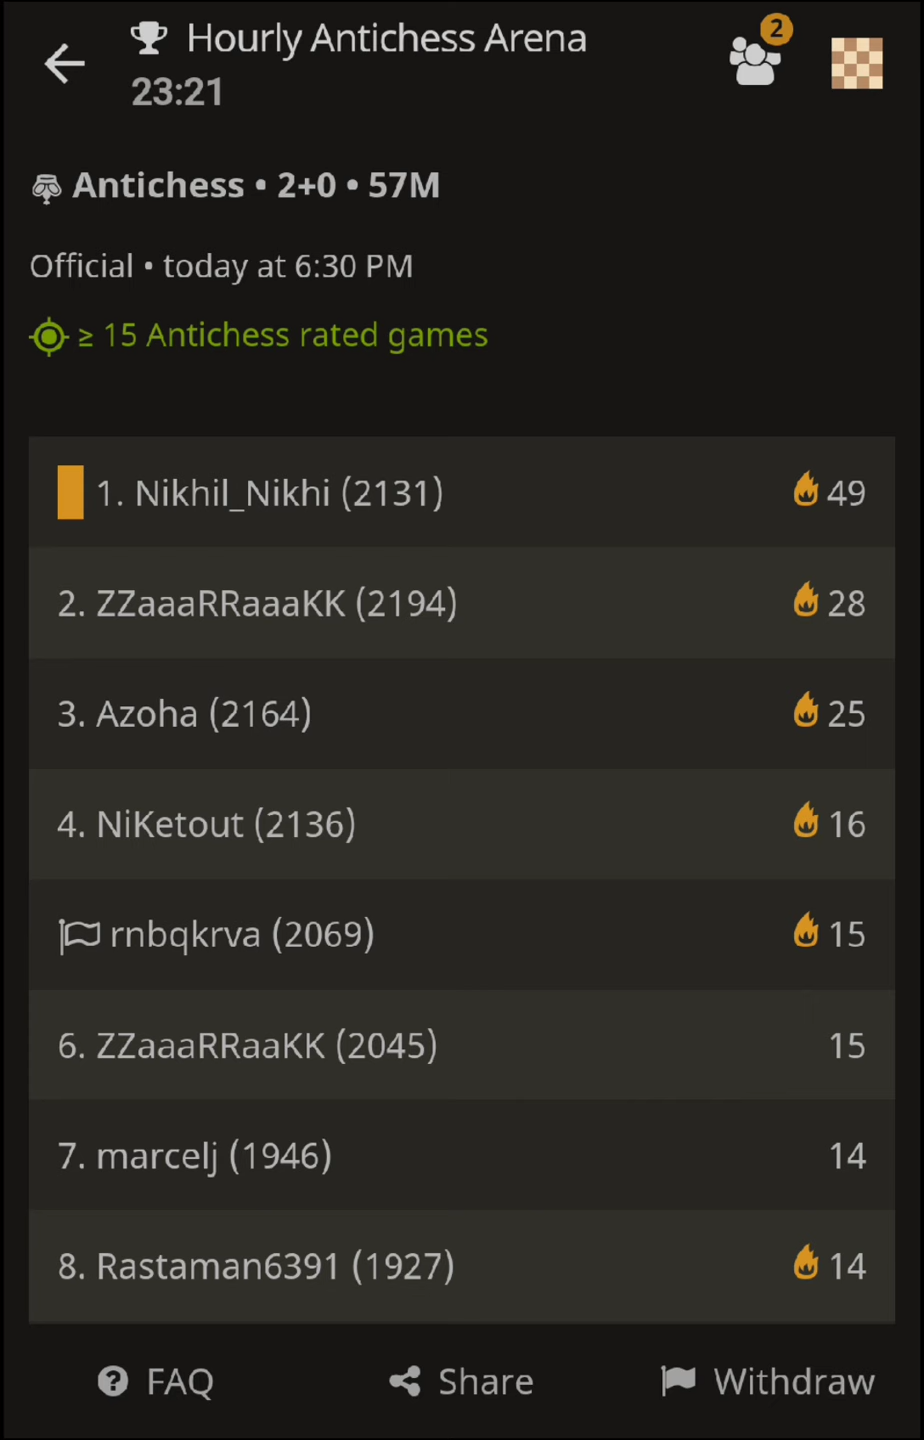 Hourly Antichess Arena
2
23:21
Antichess • 2+0 • 57M
Official • today at 6:30 PM
≥ 15 Antichess rated games
1. Nikhil_Nikhi (2131) 49
2. ZZaaaRRaaaKK (2194) 28
3. Azoha (2164) 25
4. NiKetout (2136) 16
rnbqkrva (2069) 15
6. ZZaaaRRaaKK (2045) 15
7. marcelj (1946) 14
8. Rastaman6391 (1927) 14
FAQ Share Withdraw